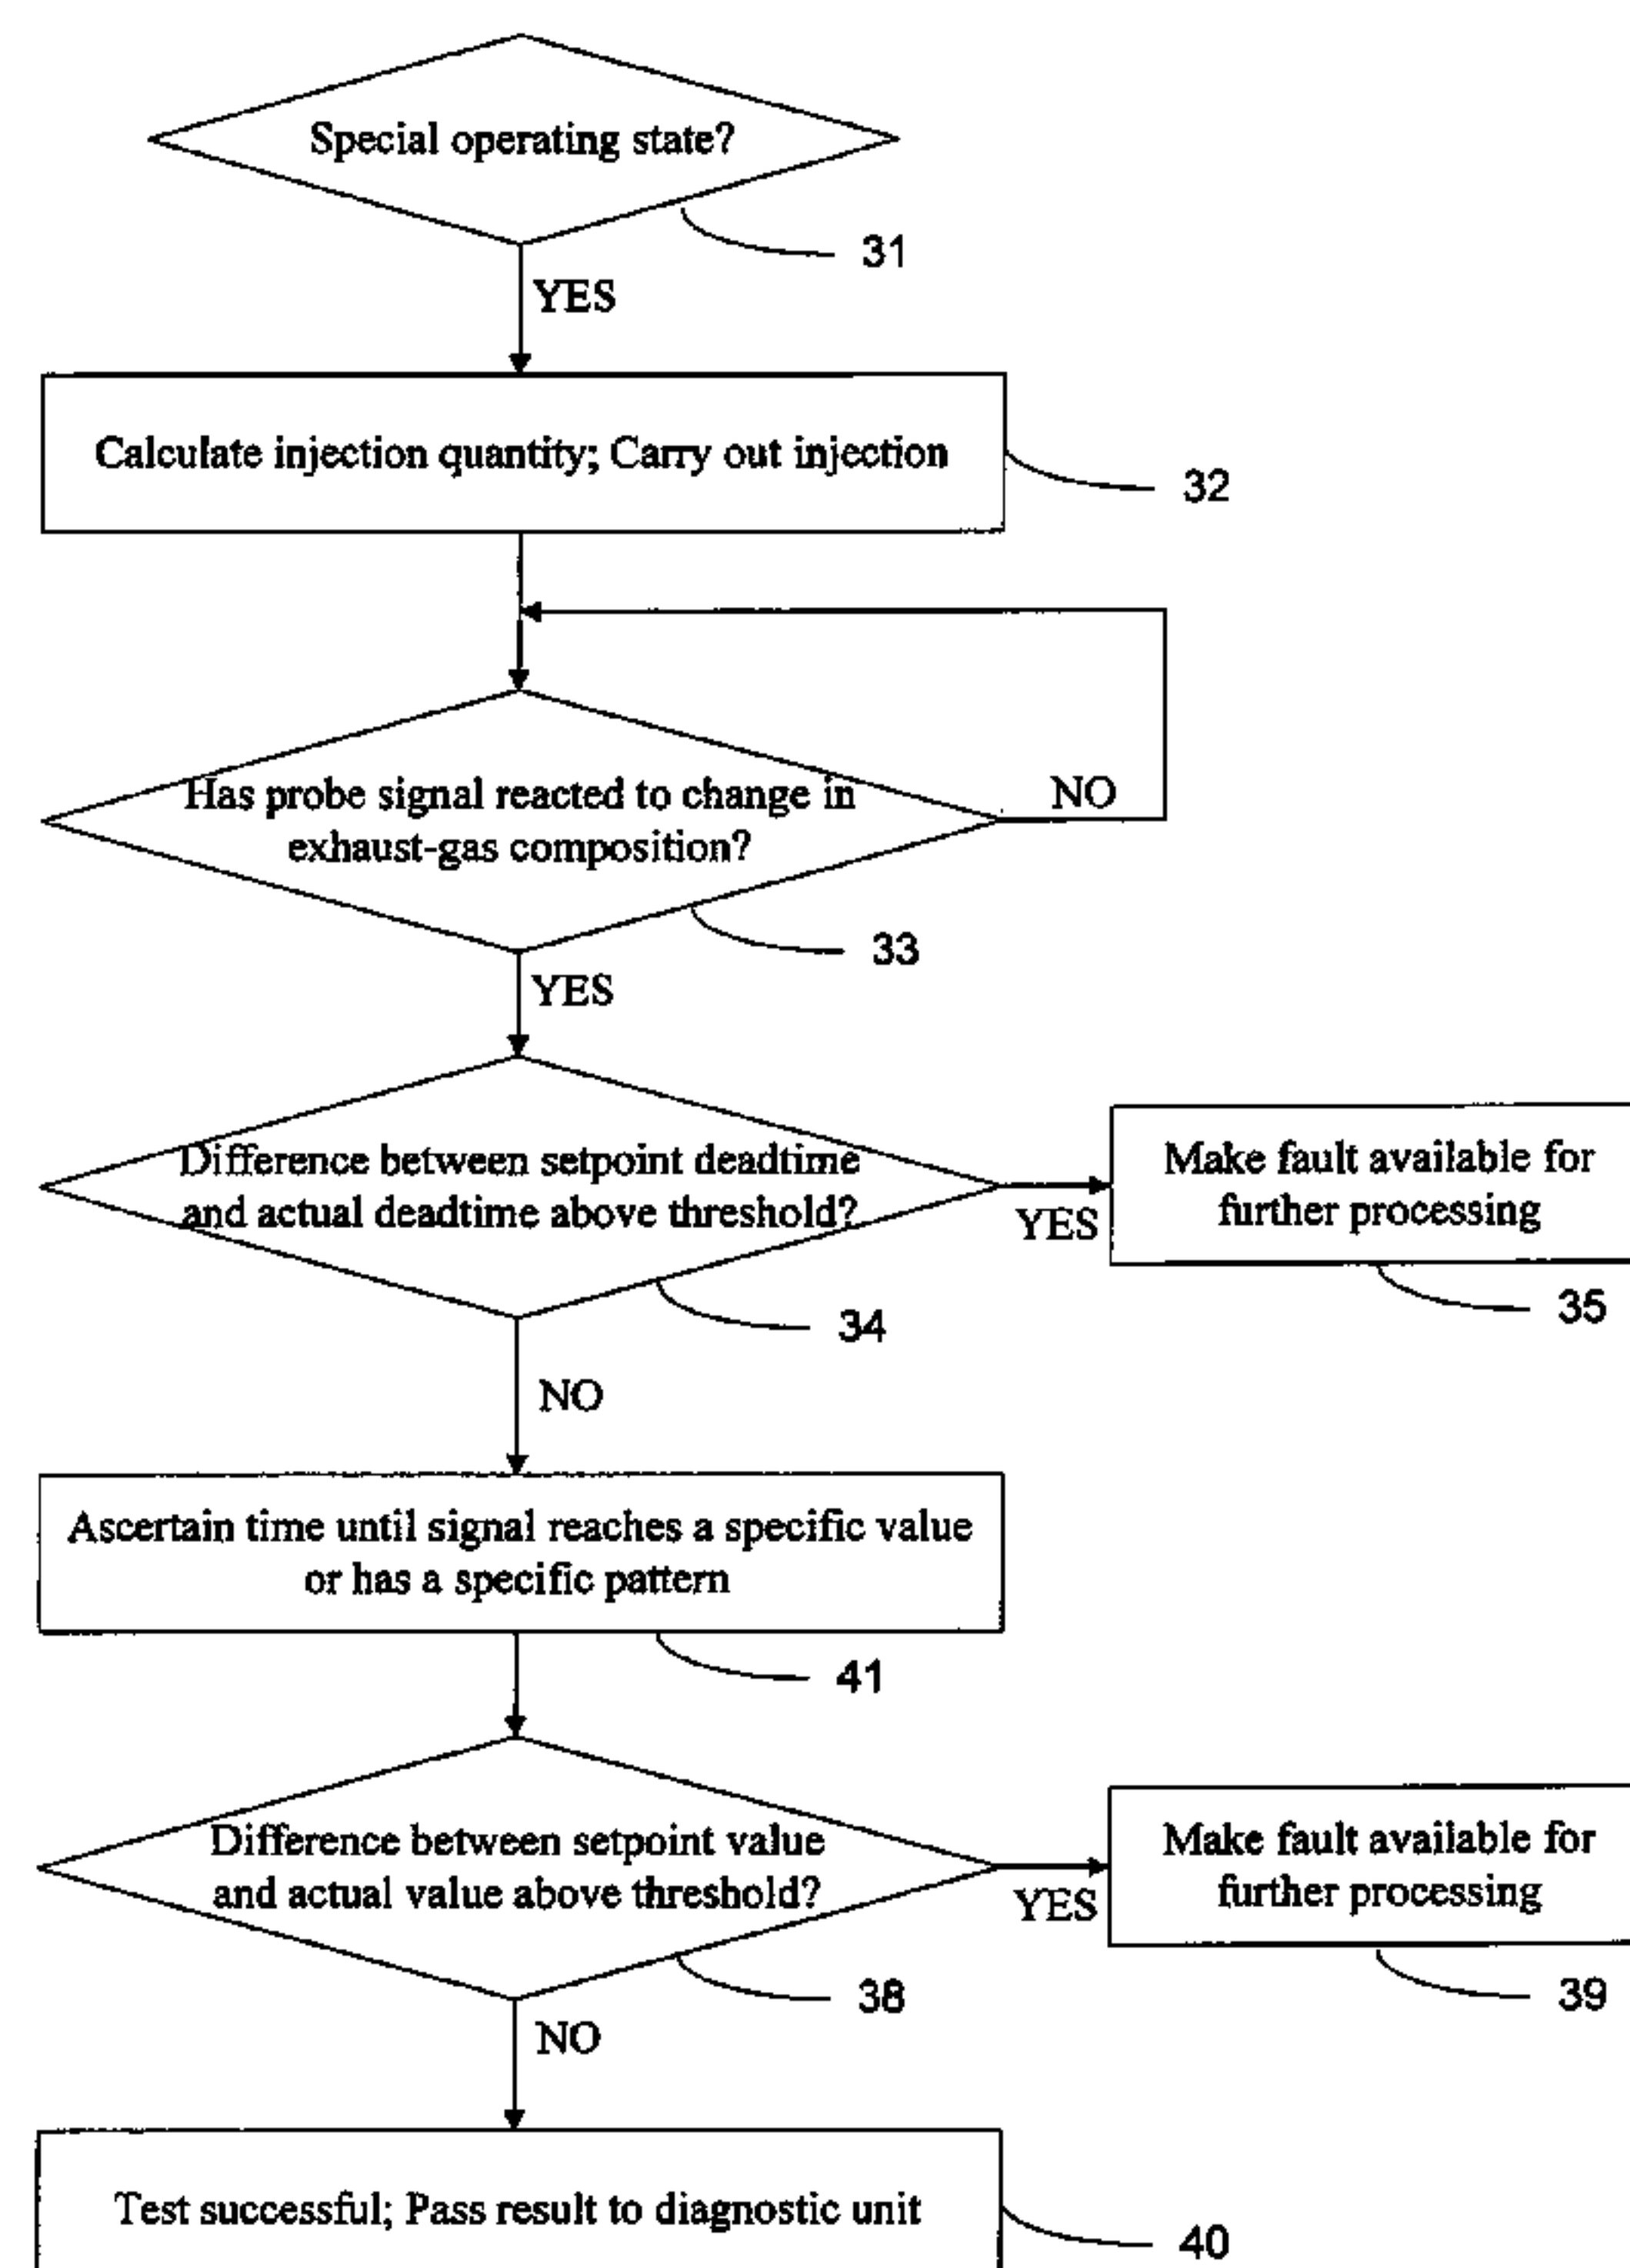 Special operating state?
31
YES
Calculate injection quantity; Carry out injection
32
Has probe signal reacted to change in
exhaust-gas composition?
NO
33
YES
Difference between setpoint deadtime
and actual deadtime above threshold?
YES
Make fault available for
further processing
35
34
NO
Ascertain time until signal reaches a specific value
or has a specific pattern
41
Difference between setpoint value
and actual value above threshold?
YES
Make fault available for
further processing
39
38
NO
Test successful; Pass result to diagnostic unit
40